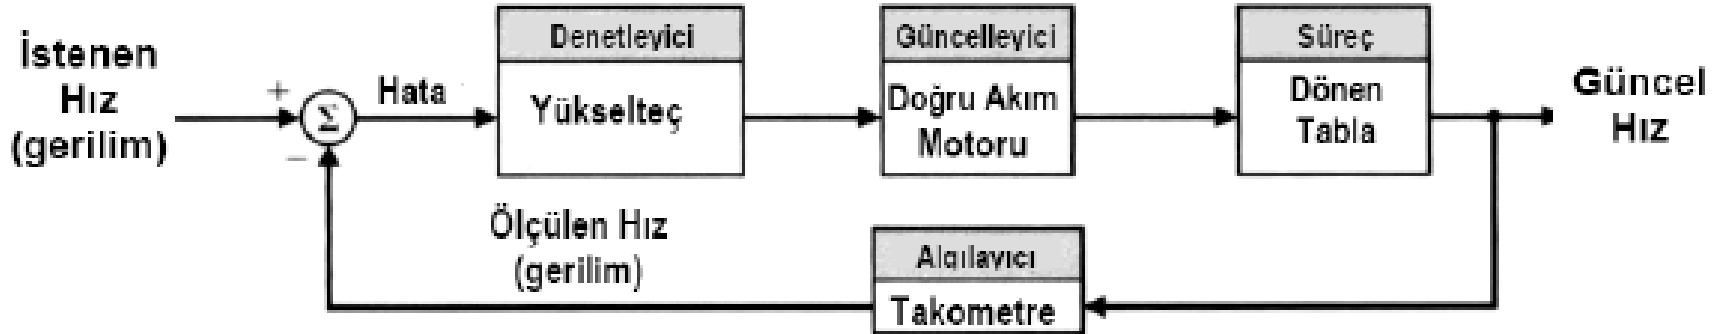 İstenen
Hız
(gerilim)
+
−
Σ
Hata
Denetleyici
Yükselteç
Güncelleyici
Doğru Akım
Motoru
Süreç
Dönen
Tabla
Güncel
Hız
Ölçülen Hız
(gerilim)
Algılayıcı
Takometre